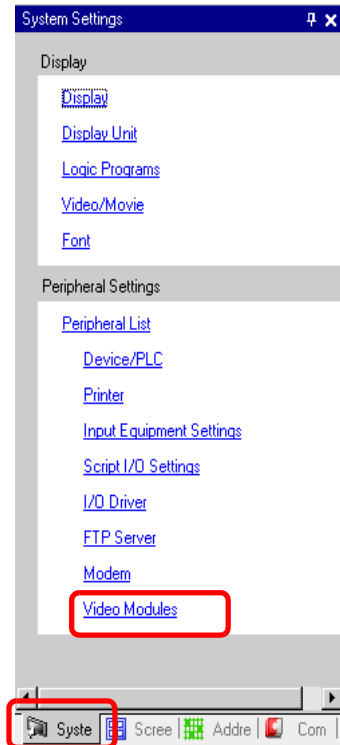 System Settings
Display
Display
Display Unit
Logic Programs
Video/Movie
Font
Peripheral Settings
Peripheral List
Device/PLC
Printer
Input Equipment Settings
Script I/O Settings
I/O Driver
FTP Server
Modem
Video Modules
Syste Scree Addre Com